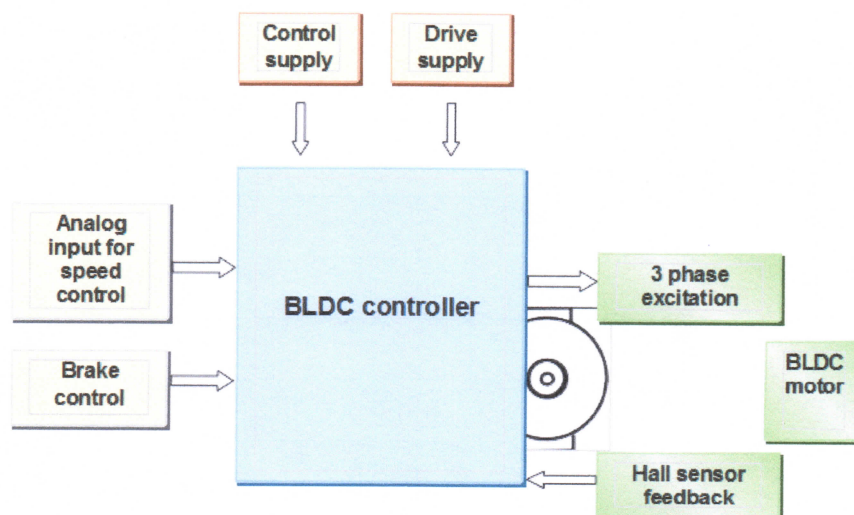 Control
supply
Drive
supply
Analog
input for
speed
control
BLDC controller
3 phase
excitation
Brake
control
BLDC
motor
Hall sensor
feedback